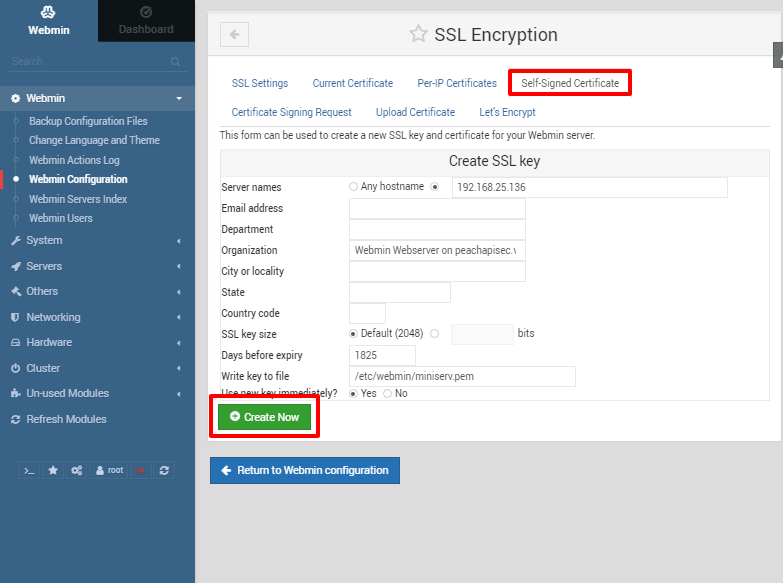 Webmin
Dashboard
Search
Webmin
Backup Configuration Files
Change Language and Theme
Webmin Actions Log
Webmin Configuration
Webmin Servers Index
Webmin Users
System
Servers
Others
Networking
Hardware
Cluster
Un-used Modules
Refresh Modules
>_ root
SSL Encryption
SSL Settings Current Certificate Per-IP Certificates Self-Signed Certificate
Certificate Signing Request Upload Certificate Let's Encrypt
This form can be used to create a new SSL key and certificate for your Webmin server.
Create SSL key
Server names Any hostname 192.168.25.136
Email address
Department
Organization Webmin Webserver on peachapisec.
City or locality
State
Country code
SSL key size Default (2048) bits
Days before expiry 1825
Write key to file /etc/webmin/miniserv.pem
Use new key immediately? Yes No
Create Now
Return to Webmin configuration